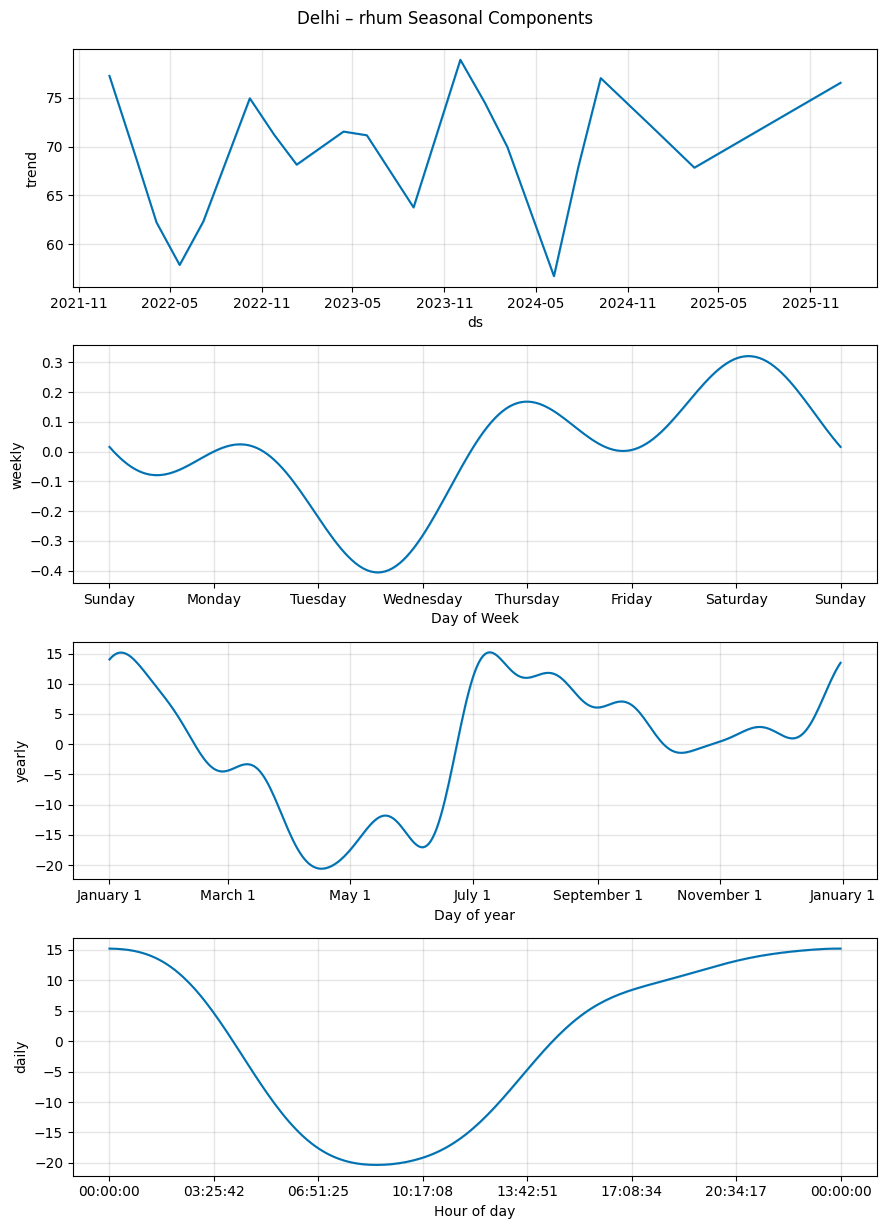 Delhi – rhum Seasonal Components
75
70
65
60
trend
2021-11 2022-05 2022-11 2023-05 2023-11 2024-05 2024-11 2025-05 2025-11
ds
0.3
0.2
0.1
0.0
−0.1
−0.2
−0.3
−0.4
weekly
Sunday Monday Tuesday Wednesday Thursday Friday Saturday Sunday
Day of Week
15
10
5
0
−5
−10
−15
−20
yearly
January 1 March 1 May 1 July 1 September 1 November 1 January 1
Day of year
15
10
5
0
−5
−10
−15
−20
daily
00:00:00 03:25:42 06:51:25 10:17:08 13:42:51 17:08:34 20:34:17 00:00:00
Hour of day